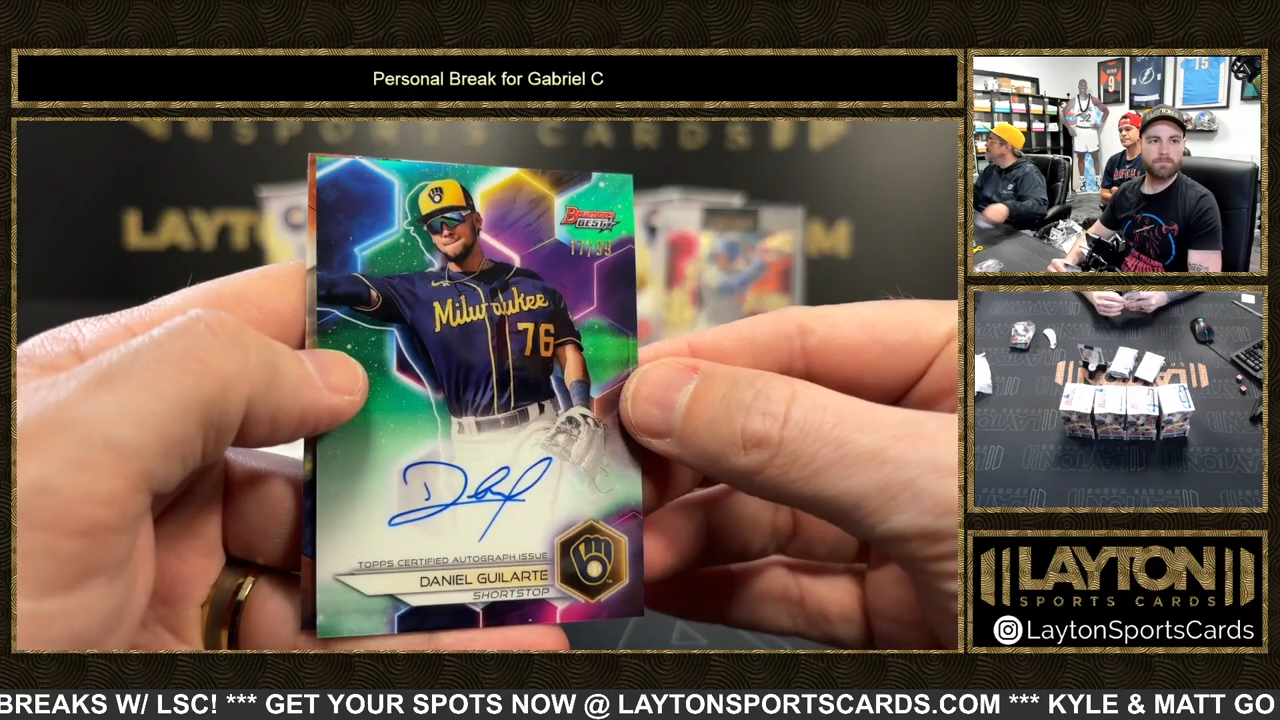 Personal Break for Gabriel C
BOWMAN'S
BEST
17/99
Milwaukee
76
TOPPS CERTIFIED AUTOGRAPH ISSUE
DANIEL GUILARTE
SHORTSTOP
LAYTON
SPORTS CARDS
LaytonSportsCards
BREAKS W/ LSC! *** GET YOUR SPOTS NOW @ LAYTONSPORTSCARDS.COM *** KYLE & MATT GO